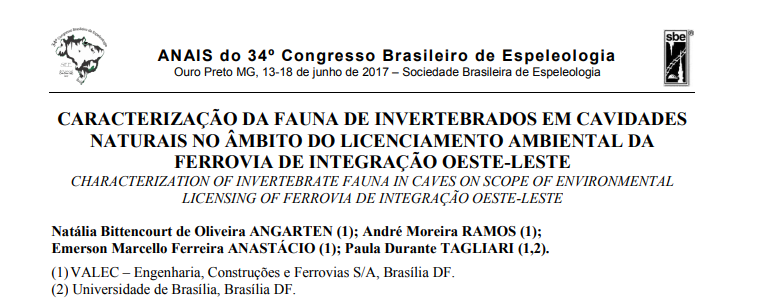 ANAIS do 34º Congresso Brasileiro de Espeleologia
Ouro Preto MG, 13-18 de junho de 2017 – Sociedade Brasileira de Espeleologia
sbe
CARACTERIZAÇÃO DA FAUNA DE INVERTEBRADOS EM CAVIDADES
NATURAIS NO ÂMBITO DO LICENCIAMENTO AMBIENTAL DA
FERROVIA DE INTEGRAÇÃO OESTE-LESTE
CHARACTERIZATION OF INVERTEBRATE FAUNA IN CAVES ON SCOPE OF ENVIRONMENTAL
LICENSING OF FERROVIA DE INTEGRAÇÃO OESTE-LESTE
Natália Bittencourt de Oliveira ANGARTEN (1); André Moreira RAMOS (1);
Emerson Marcello Ferreira ANASTÁCIO (1); Paula Durante TAGLIARI (1,2).
(1) VALEC – Engenharia, Construções e Ferrovias S/A, Brasília DF.
(2) Universidade de Brasília, Brasília DF.